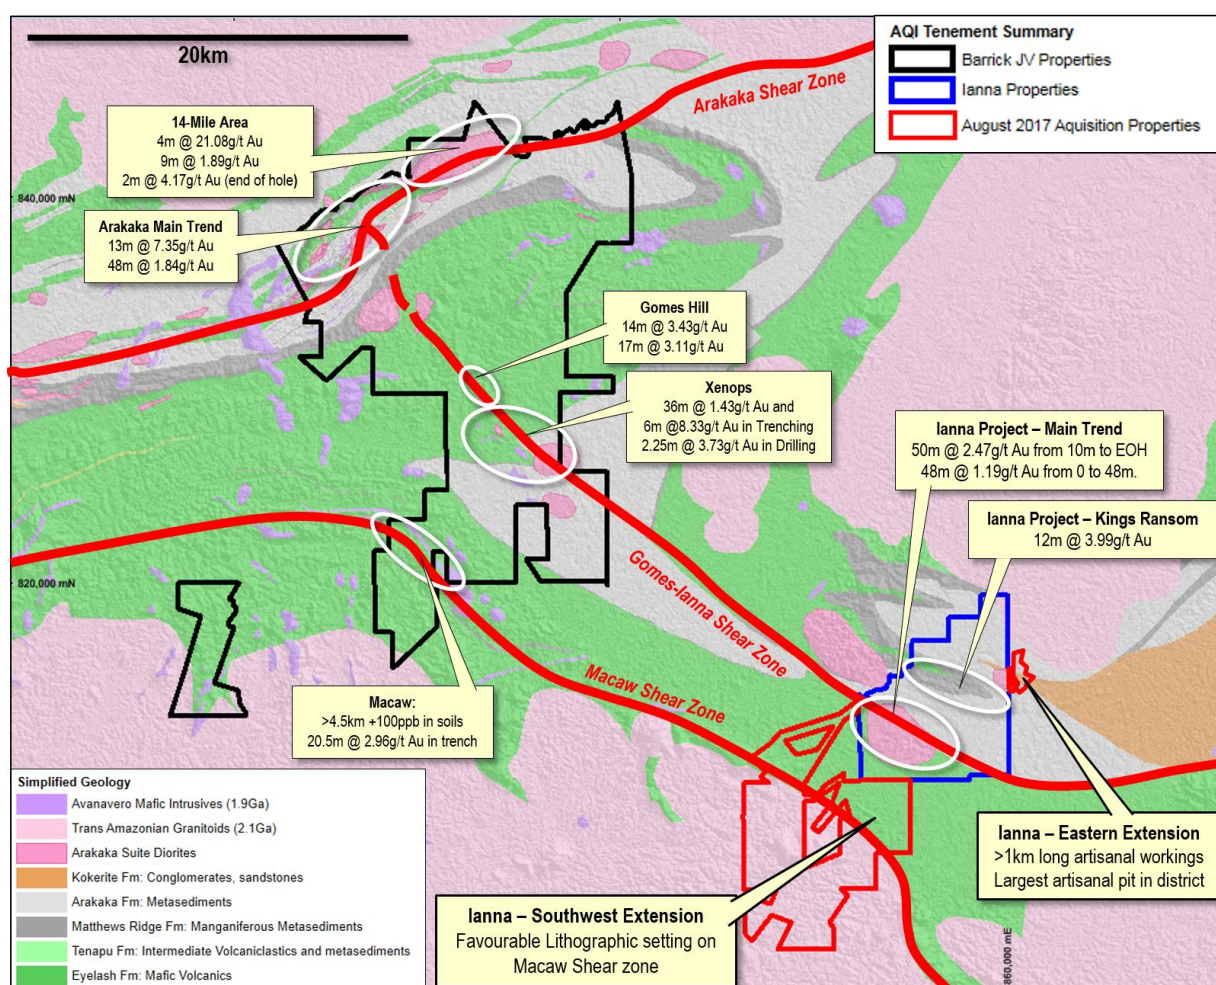 20km
AQI Tenement Summary
Barrick JV Properties
Ianna Properties
August 2017 Aquisition Properties
Arakaka Shear Zone
14-Mile Area
4m @ 21.08g/t Au
9m @ 1.89g/t Au
2m @ 4.17g/t Au (end of hole)
840,000 mN
Arakaka Main Trend
13m @ 7.35g/t Au
48m @ 1.84g/t Au
Gomes Hill
14m @ 3.43g/t Au
17m @ 3.11g/t Au
Xenops
36m @ 1.43g/t Au and
6m @8.33g/t Au in Trenching
2.25m @ 3.73g/t Au in Drilling
Ianna Project – Main Trend
50m @ 2.47g/t Au from 10m to EOH
48m @ 1.19g/t Au from 0 to 48m.
Ianna Project – Kings Ransom
12m @ 3.99g/t Au
820,000 mN
Gomes-Ianna Shear Zone
Macaw Shear Zone
Macaw:
>4.5km +100ppb in soils
20.5m @ 2.96g/t Au in trench
Simplified Geology
Avanavero Mafic Intrusives (1.9Ga)
Trans Amazonian Granitoids (2.1Ga)
Arakaka Suite Diorites
Kokerite Fm: Conglomerates, sandstones
Arakaka Fm: Metasediments
Matthews Ridge Fm: Manganiferous Metasediments
Tenapu Fm: Intermediate Volcaniclastics and metasediments
Eyelash Fm: Mafic Volcanics
Ianna – Southwest Extension
Favourable Lithographic setting on
Macaw Shear zone
Ianna – Eastern Extension
>1km long artisanal workings
Largest artisanal pit in district
860,000 mE